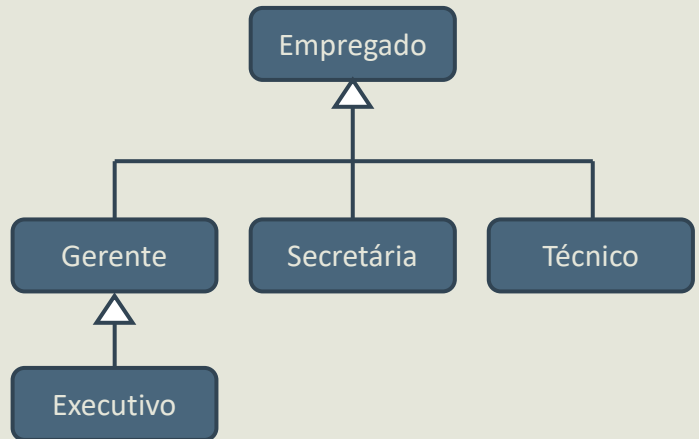 Empregado
Gerente
Secretária
Técnico
Executivo